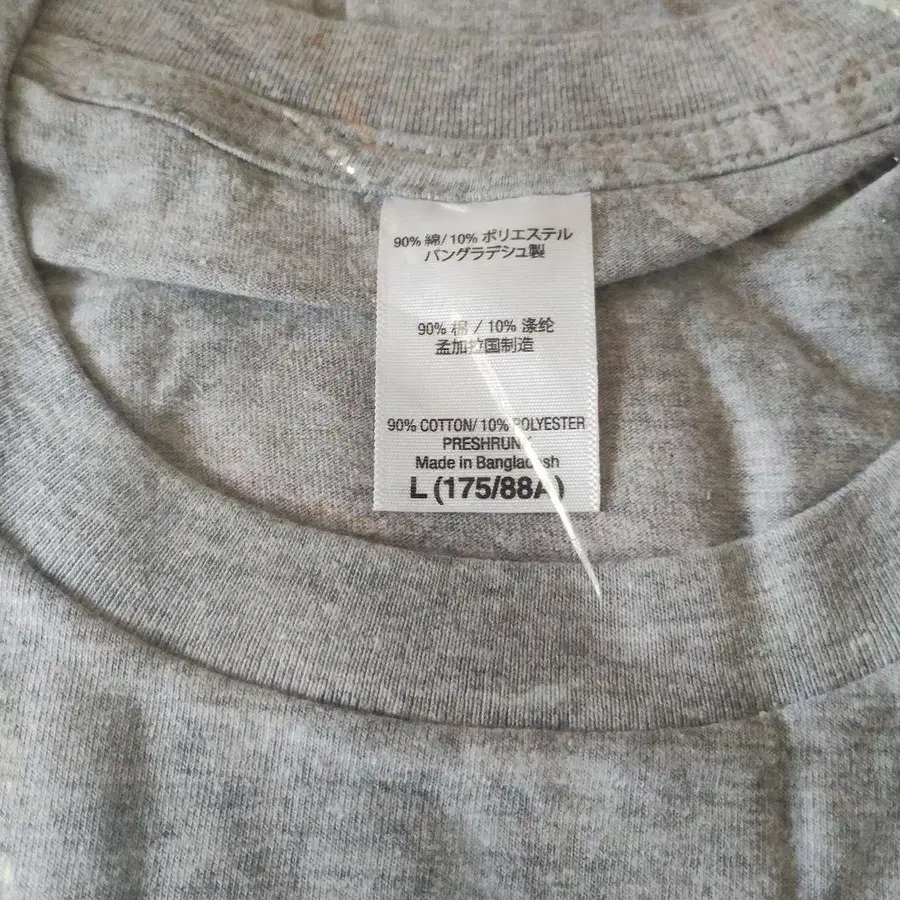 90% 綿/10% ポリエステル
バングラデシュ製
90% 棉 / 10% 涤纶
孟加拉国制造
90% COTTON/ 10% POLYESTER
PRESHRUNK
Made in Bangladesh
L (175/88A)